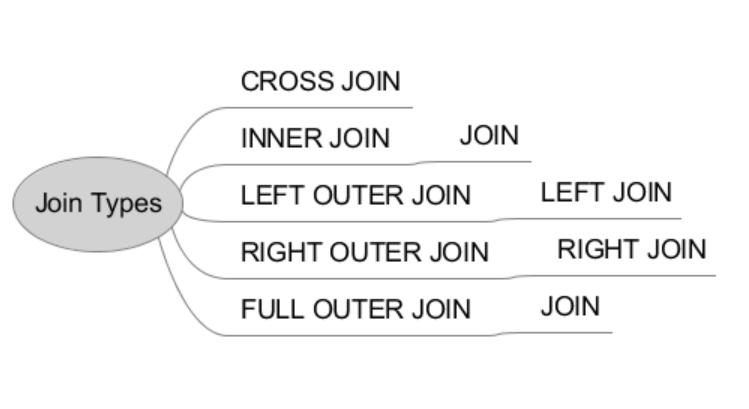 Join Types
CROSS JOIN
INNER JOIN JOIN
LEFT OUTER JOIN LEFT JOIN
RIGHT OUTER JOIN RIGHT JOIN
FULL OUTER JOIN JOIN